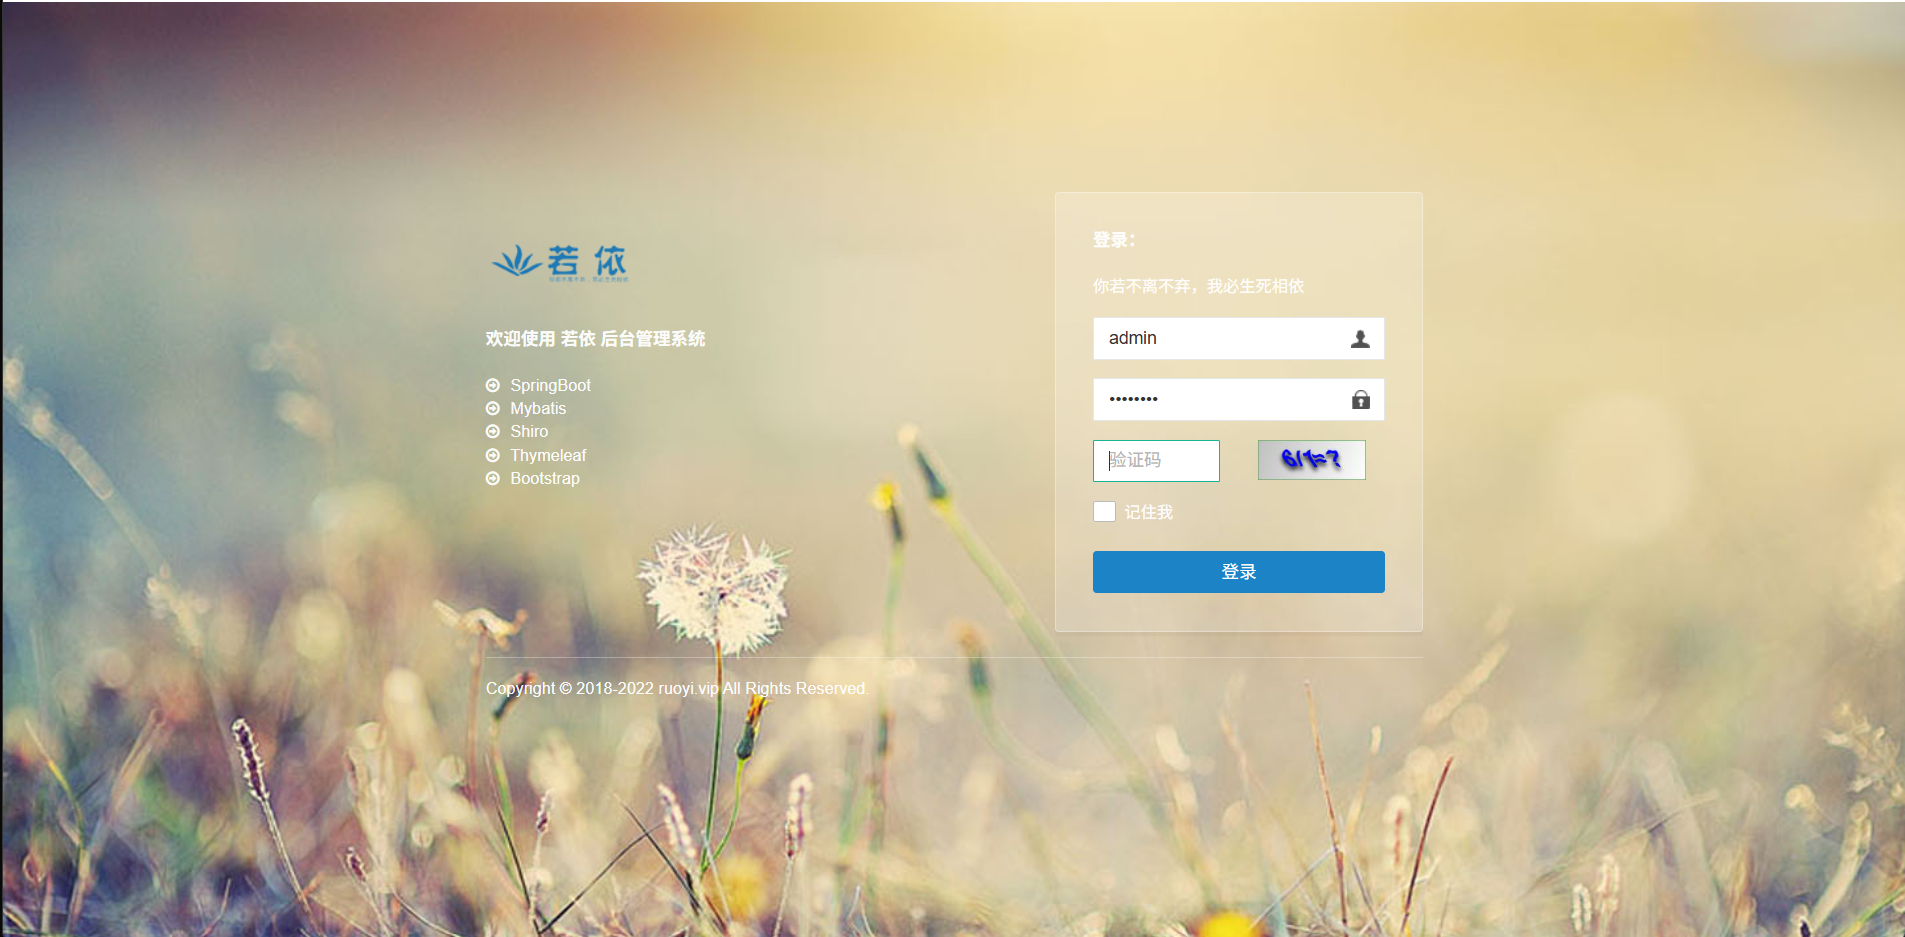 若依
欢迎使用 若依 后台管理系统
SpringBoot
Mybatis
Shiro
Thymeleaf
Bootstrap
登录：
你若不离不弃，我必生死相依
admin
••••••••
验证码
6/1=?
记住我
登录
Copyright © 2018-2022 ruoyi.vip All Rights Reserved.